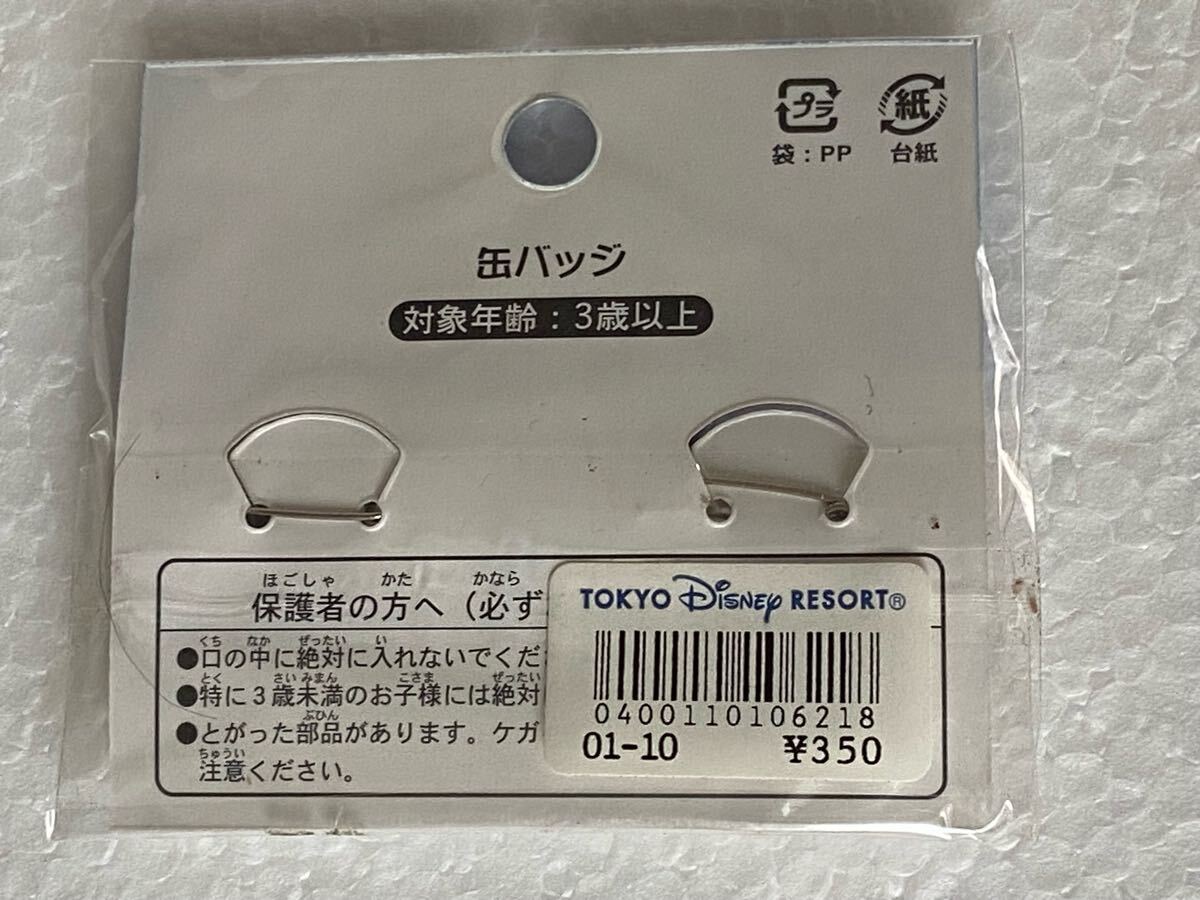 プラ 紙
袋：PP 台紙
缶バッジ
対象年齢：3歳以上
ほごしゃ かた かなら
保護者の方へ（必ず
くち なか ぜったい い
●口の中に絶対に入れないでくだ
とく さいみまん こさま ぜったい
●特に3歳未満のお子様には絶対
ぶひん
●とがった部品があります。ケガ
ちゅうい
注意ください。
TOKYO Disney RESORT®
0400110106218
01-10 ¥350